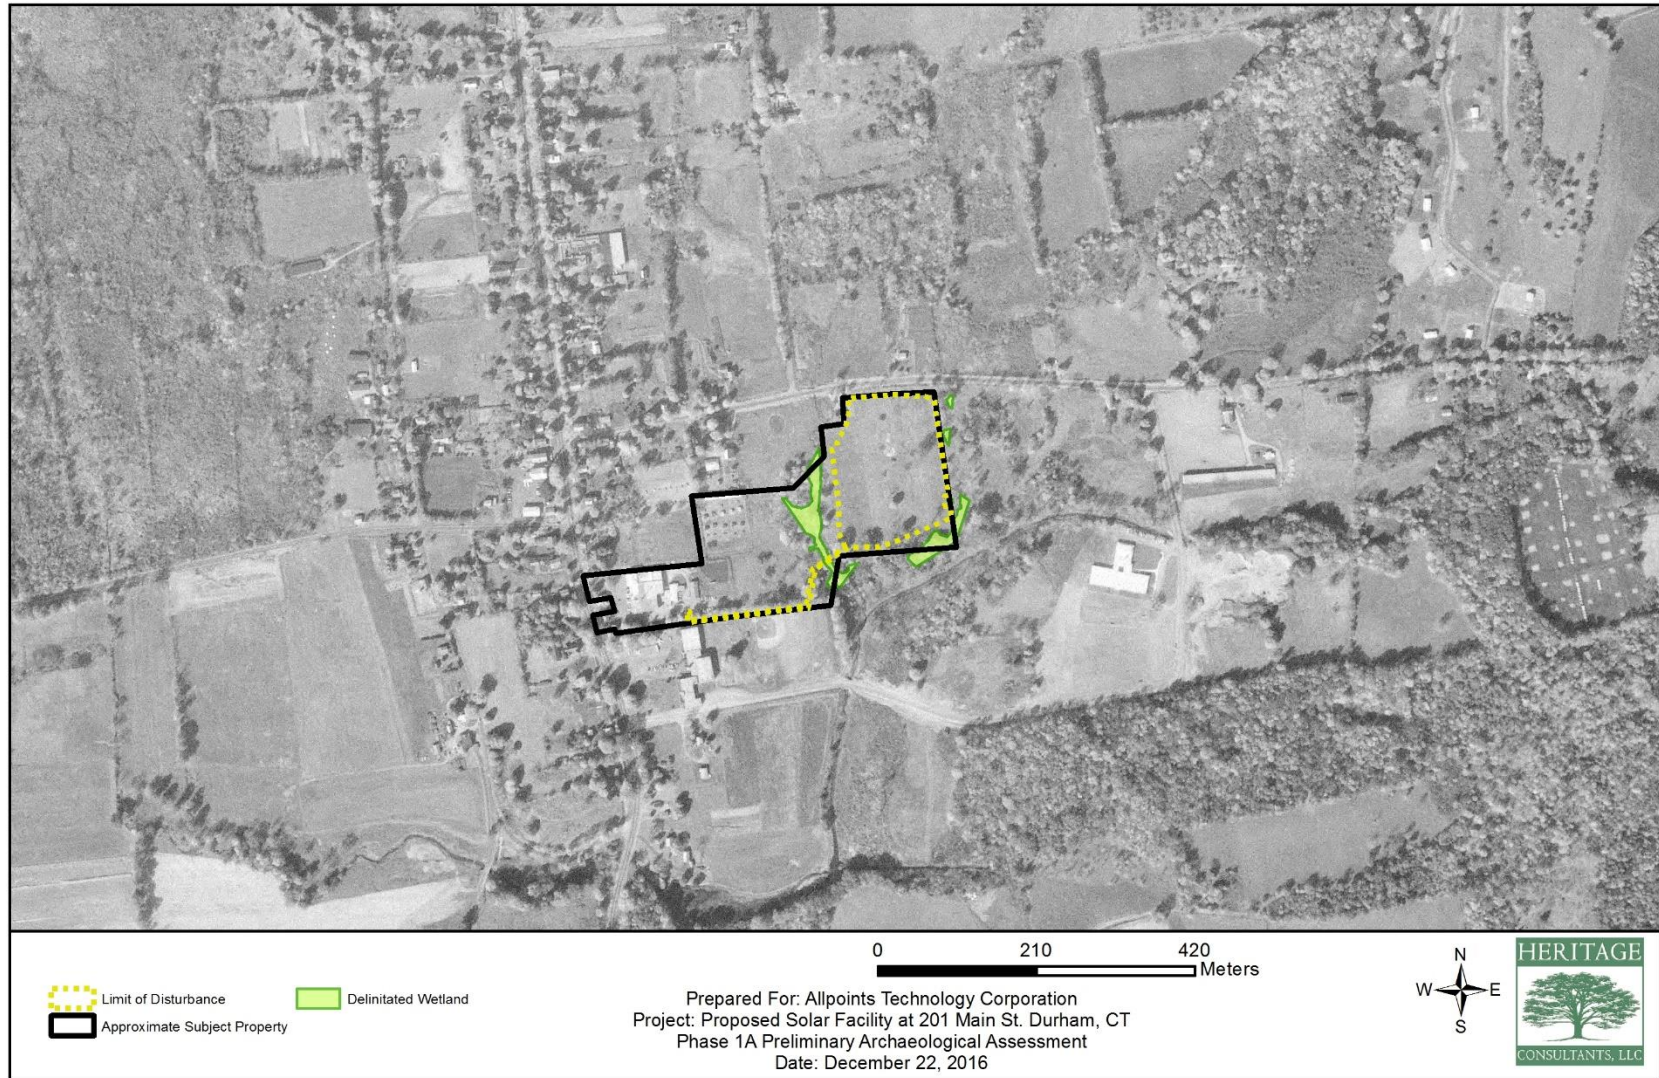 0 210 420
Meters
Limit of Disturbance
Delinitated Wetland
Approximate Subject Property
Prepared For: Allpoints Technology Corporation
Project: Proposed Solar Facility at 201 Main St. Durham, CT
Phase 1A Preliminary Archaeological Assessment
Date: December 22, 2016
N
W E
S
HERITAGE
CONSULTANTS, LLC